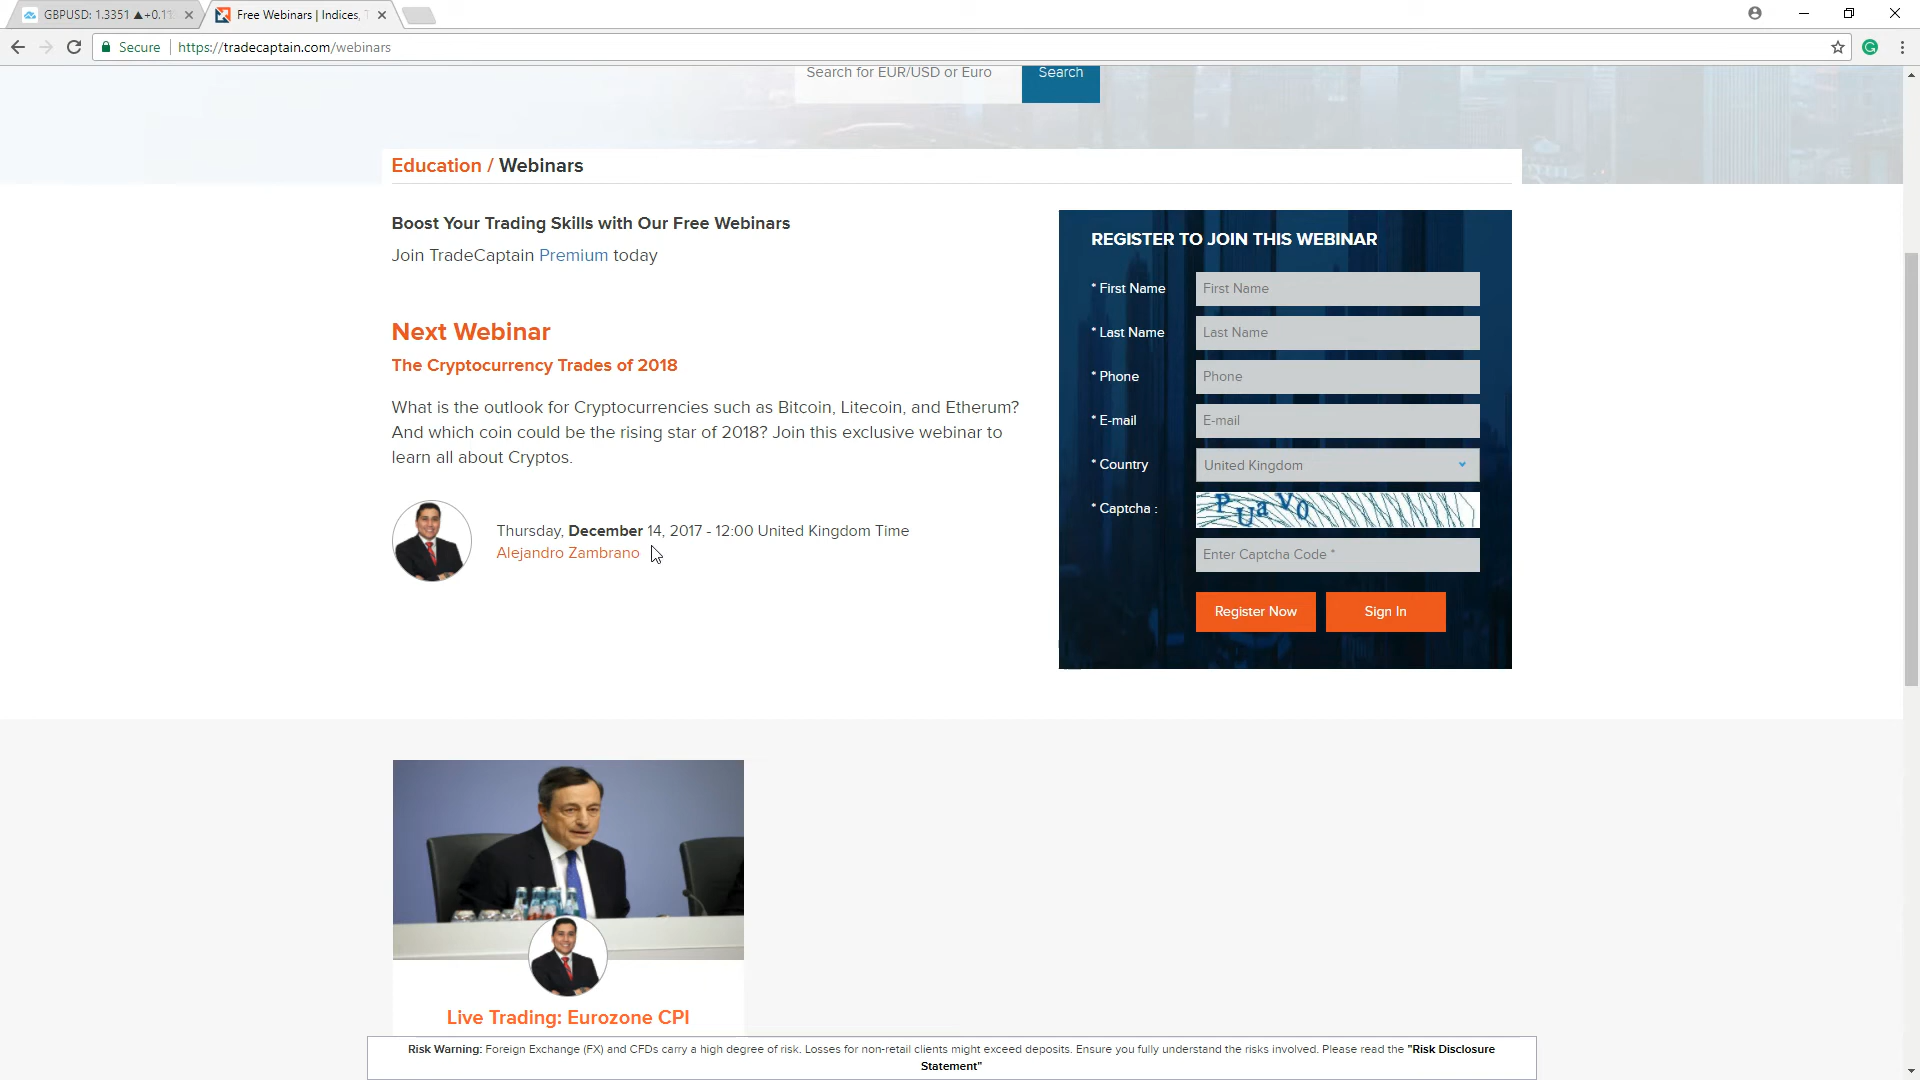 GBPUSD: 1.3351 ▲+0.1
Free Webinars | Indices,
Secure
https://tradecaptain.com/webinars
Search for EUR/USD or Euro
Search
Education / Webinars
Boost Your Trading Skills with Our Free Webinars
Join TradeCaptain Premium today
Next Webinar
The Cryptocurrency Trades of 2018
What is the outlook for Cryptocurrencies such as Bitcoin, Litecoin, and Etherum?
And which coin could be the rising star of 2018? Join this exclusive webinar to
learn all about Cryptos.
Thursday, December 14, 2017 - 12:00 United Kingdom Time
Alejandro Zambrano
REGISTER TO JOIN THIS WEBINAR
* First Name
First Name
* Last Name
Last Name
* Phone
Phone
* E-mail
E-mail
* Country
United Kingdom
* Captcha :
Enter Captcha Code *
Register Now
Sign In
Live Trading: Eurozone CPI
Risk Warning: Foreign Exchange (FX) and CFDs carry a high degree of risk. Losses for non-retail clients might exceed deposits. Ensure you fully understand the risks involved. Please read the "Risk Disclosure
Statement"